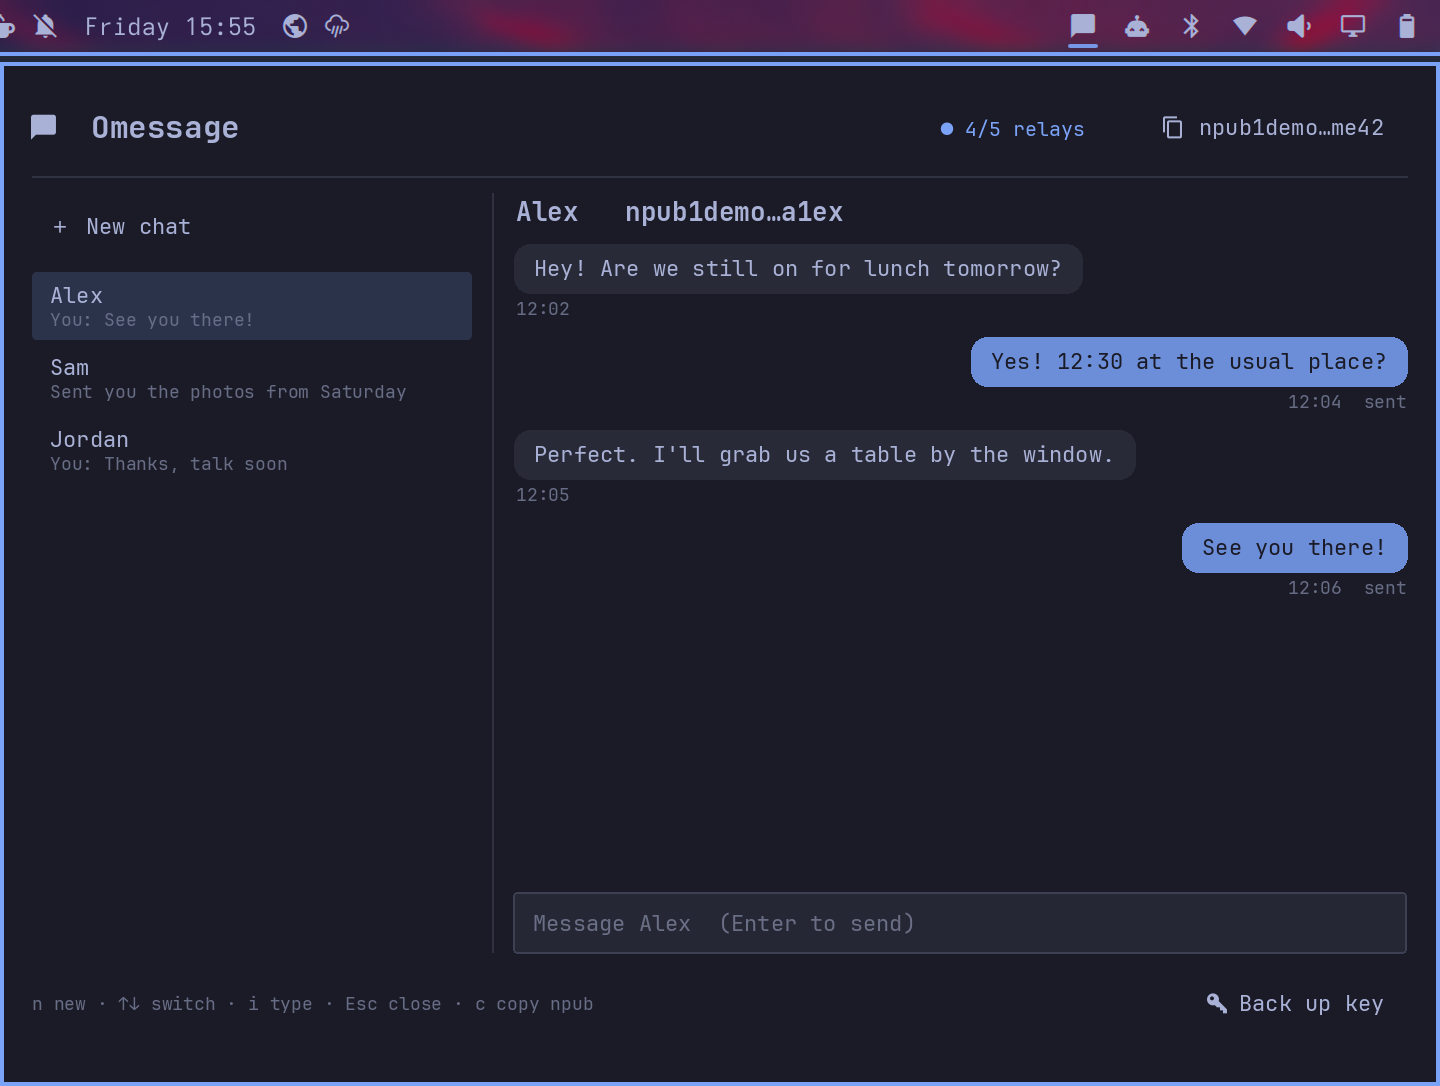 Friday 15:55
Omessage
4/5 relays
npub1demo…me42
+ New chat
Alex
You: See you there!
Sam
Sent you the photos from Saturday
Jordan
You: Thanks, talk soon
Alex npub1demo…a1ex
Hey! Are we still on for lunch tomorrow?
12:02
Yes! 12:30 at the usual place?
12:04 sent
Perfect. I'll grab us a table by the window.
12:05
See you there!
12:06 sent
Message Alex (Enter to send)
n new · ↑↓ switch · i type · Esc close · c copy npub
Back up key